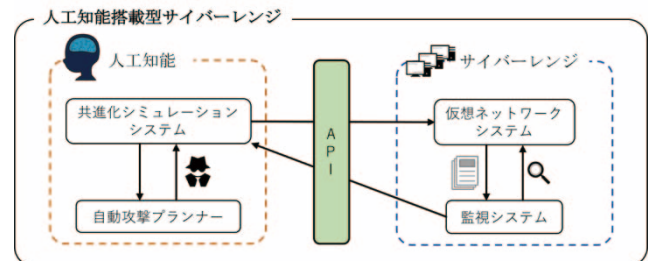 人工知能搭載型サイバーレンジ
人工知能
サイバーレンジ
共進化シミュレーション
システム
API
仮想ネットワーク
システム
自動攻撃プランナー
監視システム